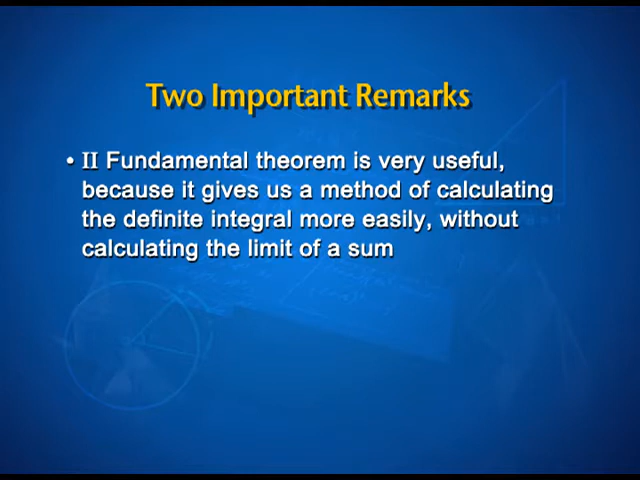 Two Important Remarks
• II Fundamental theorem is very useful,
because it gives us a method of calculating
the definite integral more easily, without
calculating the limit of a sum